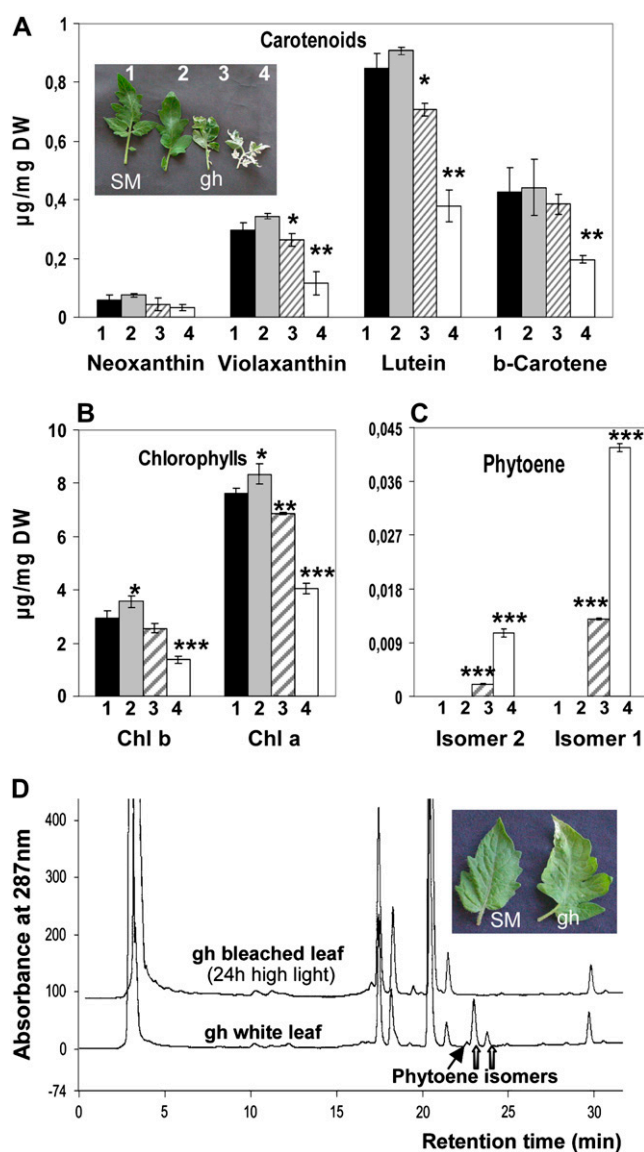 A
Carotenoids
µg/mg DW
1
0,8
0,6
0,4
0,2
0
1 2 3 4
SM gh
* ** * ** **
1 2 3 4 1 2 3 4 1 2 3 4 1 2 3 4
Neoxanthin Violaxanthin Lutein b-Carotene
B
Chlorophylls
µg/mg DW
10
8
6
4
2
0
* *** * ** ***
1 2 3 4 1 2 3 4
Chl b Chl a
C
Phytoene
0,045
0,036
0,027
0,018
0,009
0
*** *** *** ***
1 2 3 4 1 2 3 4
Isomer 2 Isomer 1
D
Absorbance at 287nm
400
300
200
100
0
-74
SM gh
gh bleached leaf
(24h high light)
gh white leaf
Phytoene isomers
0 5 10 15 20 25 30
Retention time (min)